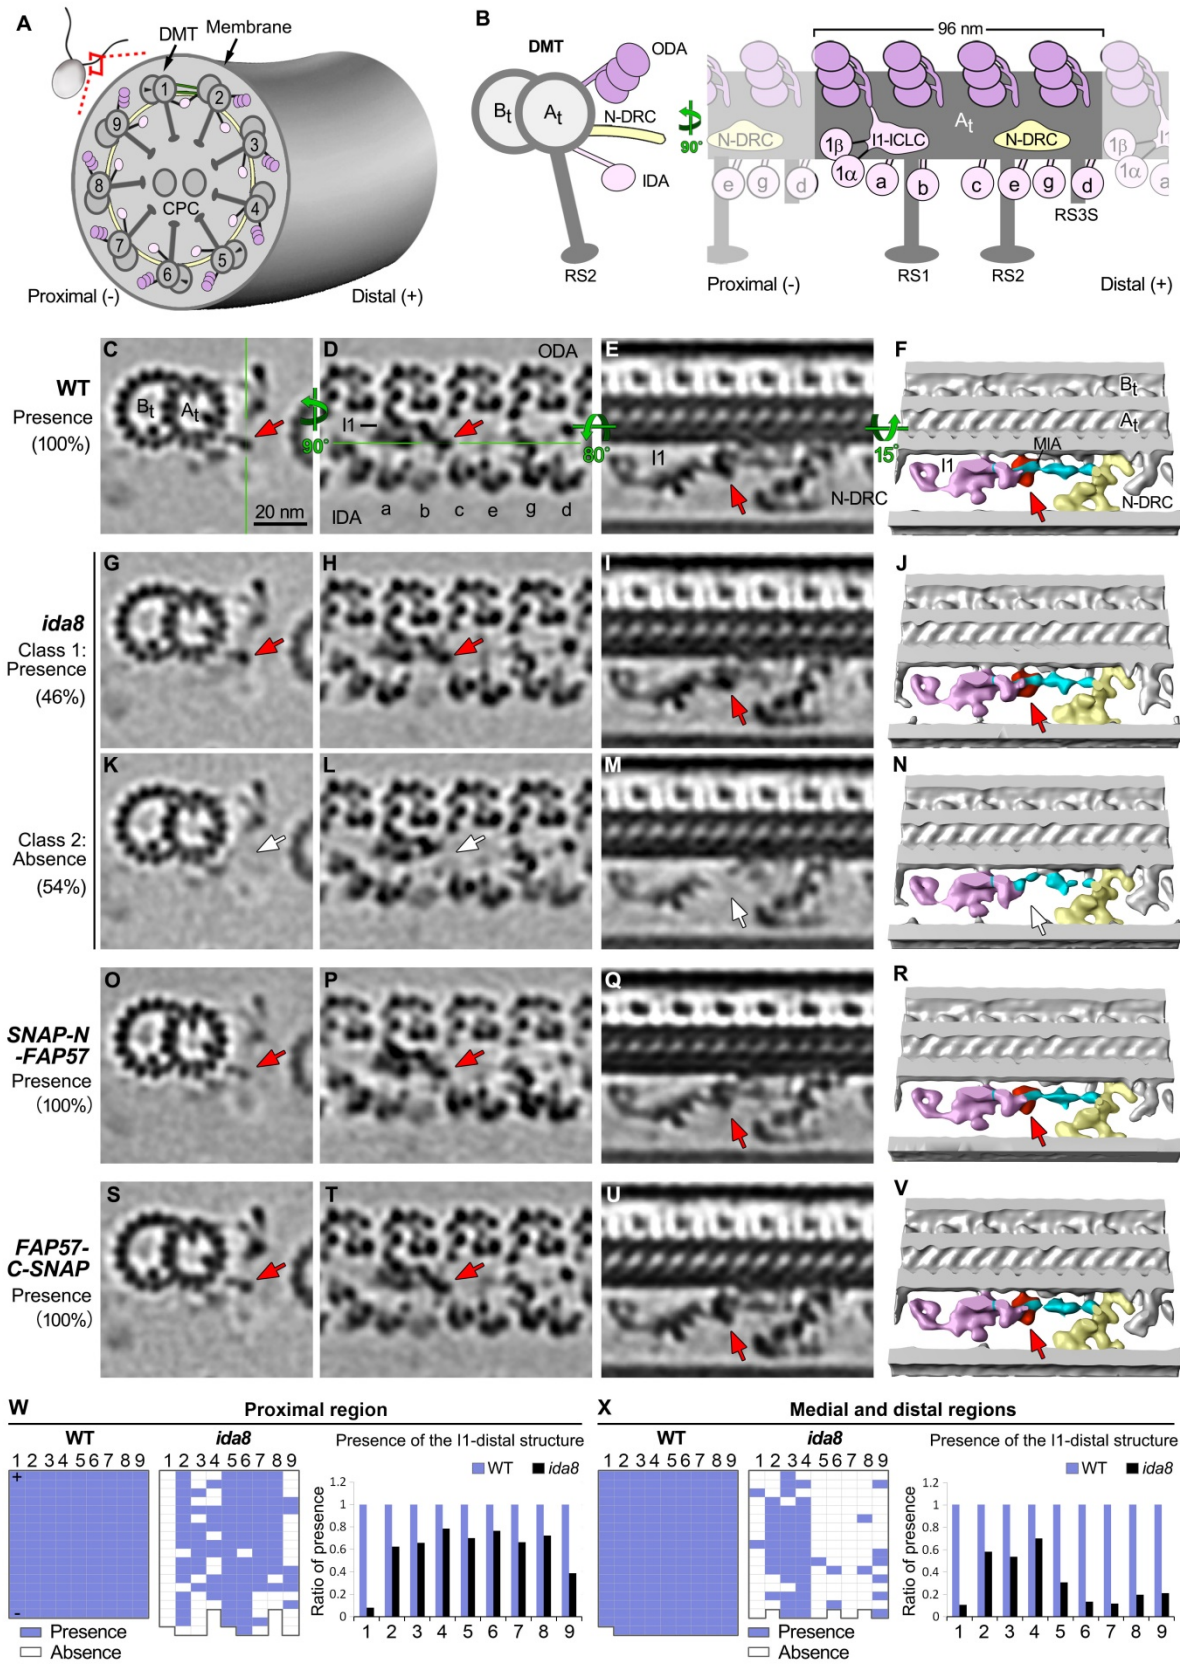 A
DMT
Membrane
1
2
3
4
5
6
7
8
9
CPC
Proximal (-)
Distal (+)
B
DMT
ODA
Bt
At
N-DRC
IDA
RS2
90°
96 nm
At
N-DRC
1β
I1-ICLC
N-DRC
1β
I1
1α
1α
e
g
d
a
b
c
e
g
d
a
RS3S
RS1
RS2
Proximal (-)
Distal (+)
WT
Presence
(100%)
C
Bt
At
20 nm
90°
D
ODA
I1
IDA
a
b
c
e
g
d
80°
E
I1
N-DRC
15°
F
Bt
At
MIA
I1
N-DRC
ida8
Class 1:
Presence
(46%)
G
H
I
J
Class 2:
Absence
(54%)
K
L
M
N
SNAP-N
-FAP57
Presence
(100%)
O
P
Q
R
FAP57-
C-SNAP
Presence
(100%)
S
T
U
V
W
Proximal region
WT
ida8
1 2 3 4 5 6 7 8 9
1 2 3 4 5 6 7 8 9
+
-
Presence
Absence
Presence of the I1-distal structure
WT
ida8
Ratio of presence
1.2
1
0.8
0.6
0.4
0.2
0
1 2 3 4 5 6 7 8 9
X
Medial and distal regions
WT
ida8
1 2 3 4 5 6 7 8 9
1 2 3 4 5 6 7 8 9
Presence
Absence
Presence of the I1-distal structure
WT
ida8
Ratio of presence
1.2
1
0.8
0.6
0.4
0.2
0
1 2 3 4 5 6 7 8 9